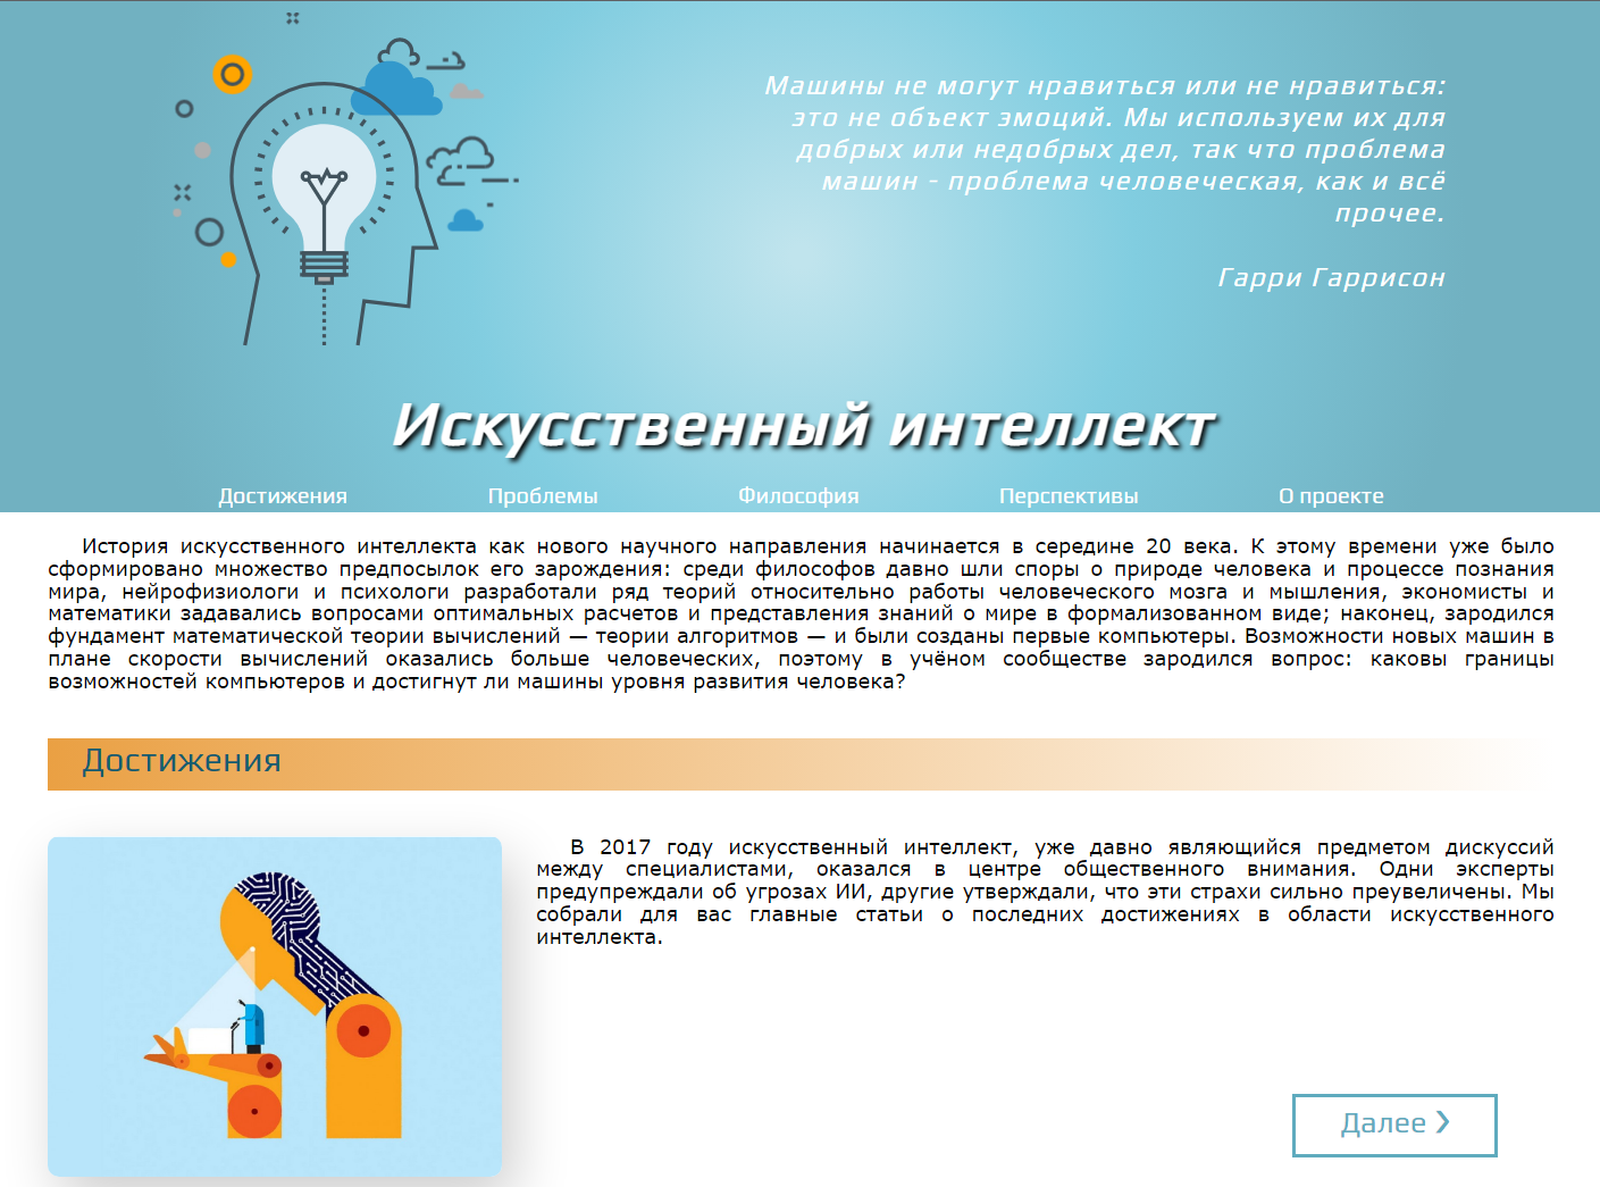 Машины не могут нравиться или не нравиться:
это не объект эмоций. Мы используем их для
добрых или недобрых дел, так что проблема
машин - проблема человеческая, как и всё
прочее.
Гарри Гаррисон
Искусственный интеллект
Достижения Проблемы Философия Перспективы О проекте
История искусственного интеллекта как нового научного направления начинается в середине 20 века. К этому времени уже было
сформировано множество предпосылок его зарождения: среди философов давно шли споры о природе человека и процессе познания
мира, нейрофизиологи и психологи разработали ряд теорий относительно работы человеческого мозга и мышления, экономисты и
математики задавались вопросами оптимальных расчетов и представления знаний о мире в формализованном виде; наконец, зародился
фундамент математической теории вычислений — теории алгоритмов — и были созданы первые компьютеры. Возможности новых машин в
плане скорости вычислений оказались больше человеческих, поэтому в учёном сообществе зародился вопрос: каковы границы
возможностей компьютеров и достигнут ли машины уровня развития человека?
Достижения
В 2017 году искусственный интеллект, уже давно являющийся предметом дискуссий
между специалистами, оказался в центре общественного внимания. Одни эксперты
предупреждали об угрозах ИИ, другие утверждали, что эти страхи сильно преувеличены. Мы
собрали для вас главные статьи о последних достижениях в области искусственного
интеллекта.
Далее ❯